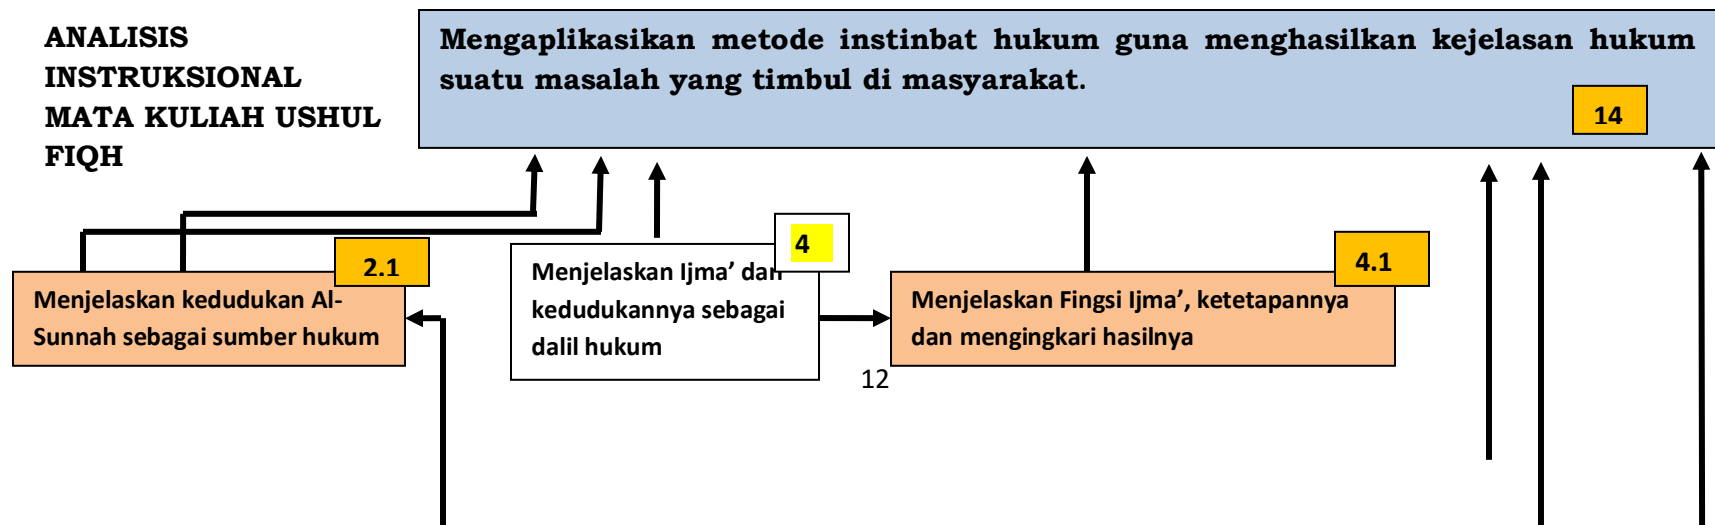 ANALISIS
INSTRUKSIONAL
MATA KULIAH USHUL
FIQH
Mengaplikasikan metode instinbat hukum guna menghasilkan kejelasan hukum
suatu masalah yang timbul di masyarakat.
14
2.1
Menjelaskan kedudukan Al-
Sunnah sebagai sumber hukum
4
Menjelaskan Ijma’ dan
kedudukannya sebagai
dalil hukum
4.1
Menjelaskan Fingsi Ijma’, ketetapannya
dan mengingkari hasilnya
12